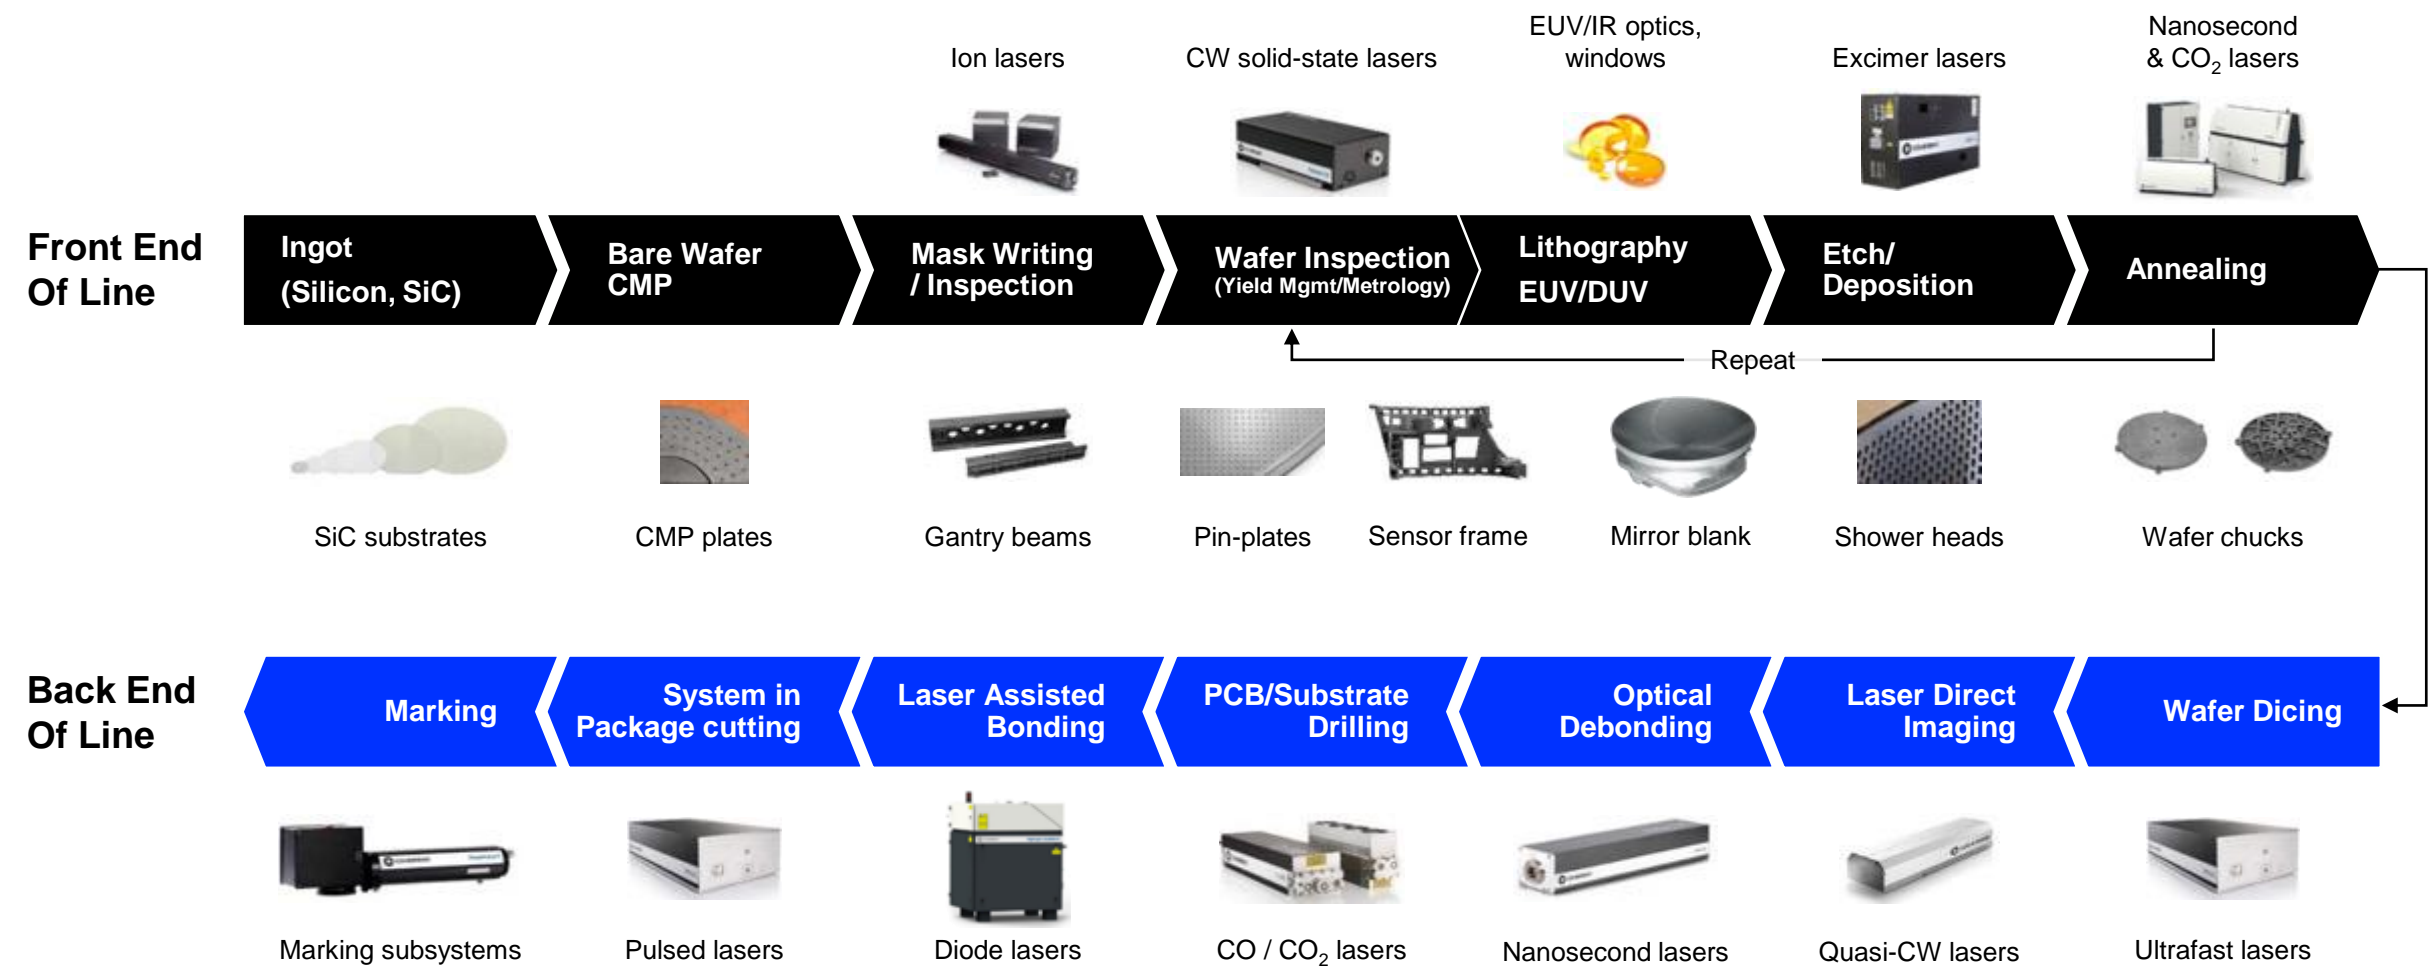 Ion lasers
CW solid-state lasers
EUV/IR optics,
windows
Excimer lasers
Nanosecond
& CO₂ lasers
Front End
Of Line
Ingot
(Silicon, SiC)
Bare Wafer
CMP
Mask Writing
/ Inspection
Wafer Inspection
(Yield Mgmt/Metrology)
Lithography
EUV/DUV
Etch/
Deposition
Annealing
Repeat
SiC substrates
CMP plates
Gantry beams
Pin-plates
Sensor frame
Mirror blank
Shower heads
Wafer chucks
Back End
Of Line
Marking
System in
Package cutting
Laser Assisted
Bonding
PCB/Substrate
Drilling
Optical
Debonding
Laser Direct
Imaging
Wafer Dicing
Marking subsystems
Pulsed lasers
Diode lasers
CO / CO₂ lasers
Nanosecond lasers
Quasi-CW lasers
Ultrafast lasers